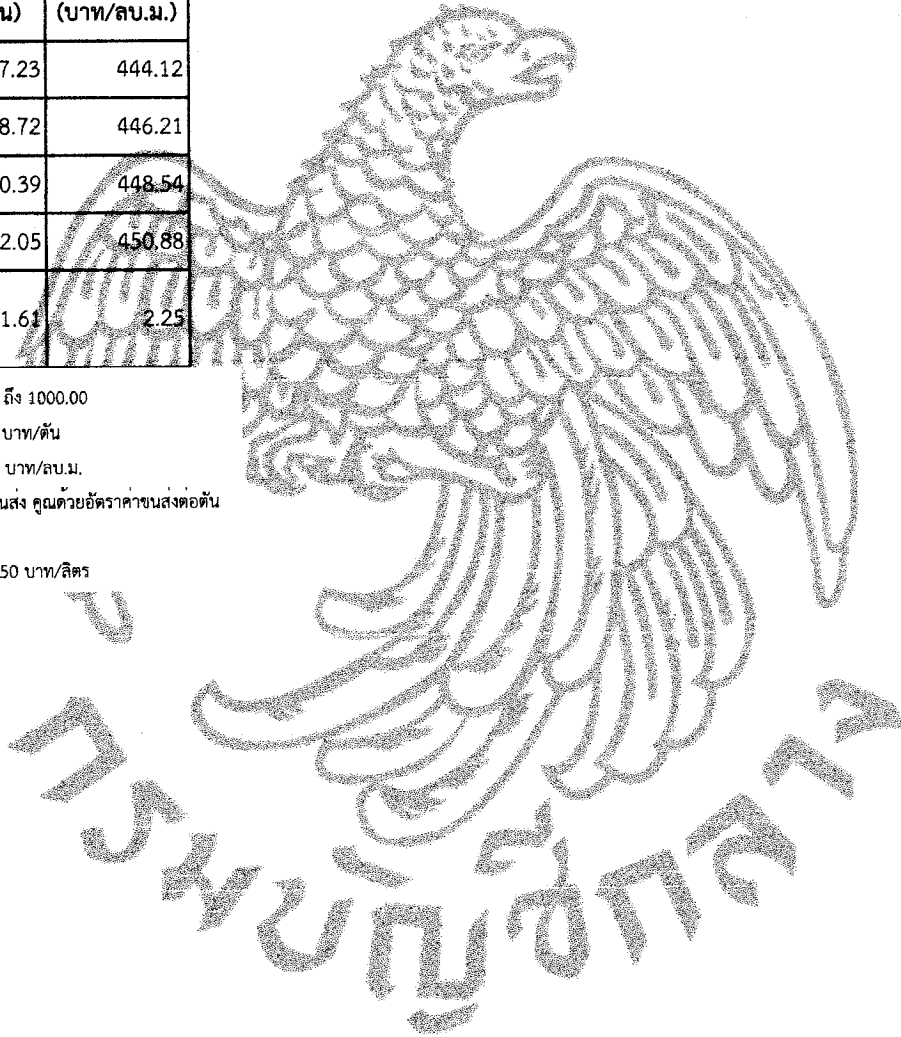 น) (บาท/ลบ.ม.)
7.23 444.12
8.72 446.21
0.39 448.54
2.05 450.88
1.61 2.25
ถึง 1000.00
บาท/ตัน
บาท/ลบ.ม.
นส่ง คูณด้วยอัตราค่าขนส่งต่อตัน
50 บาท/ลิตร
กรมบัญชีกลาง